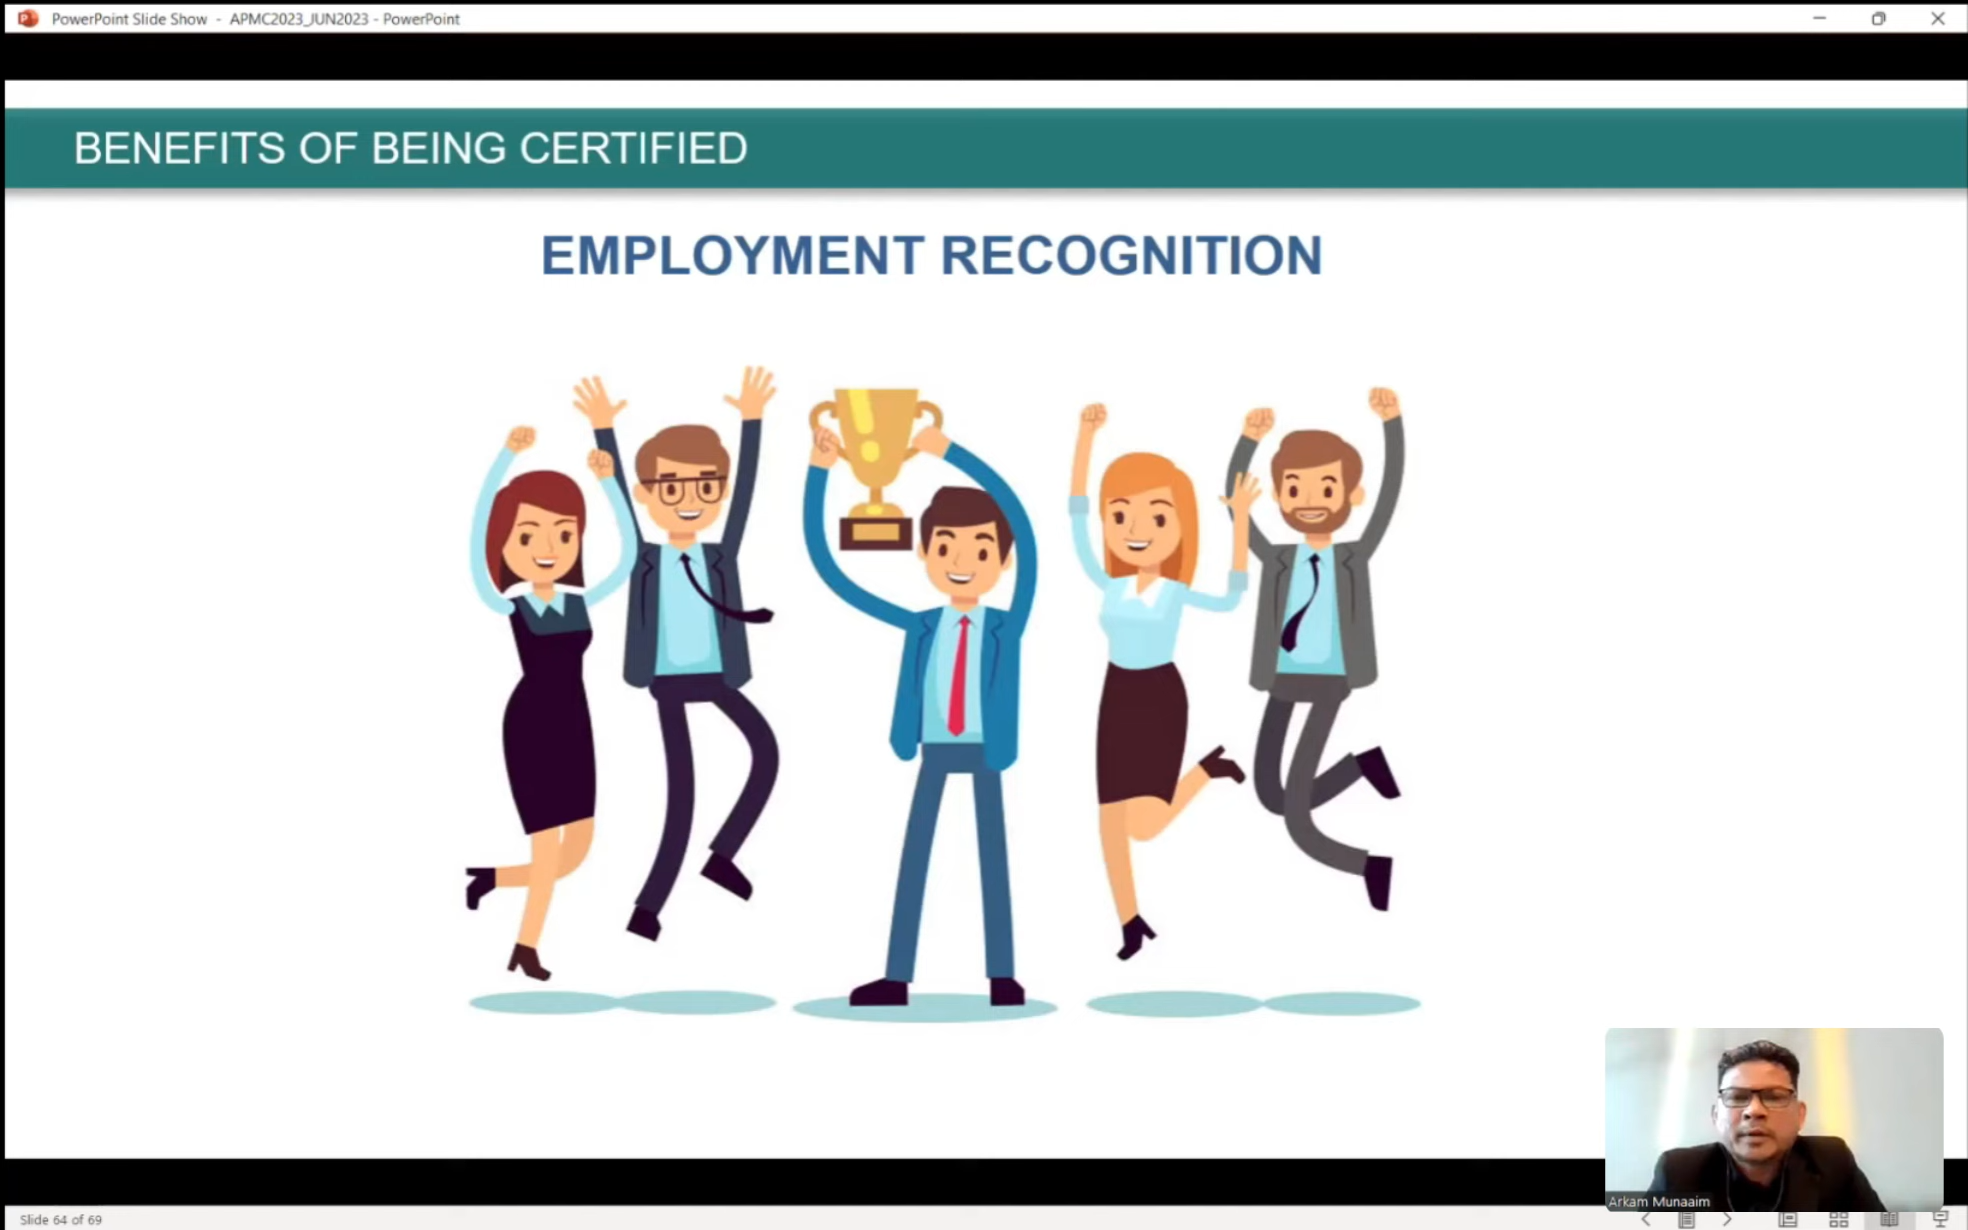 PowerPoint Slide Show - APMC2023_JUN2023 - PowerPoint
BENEFITS OF BEING CERTIFIED
EMPLOYMENT RECOGNITION
Arkam Munaaim
Slide 64 of 69